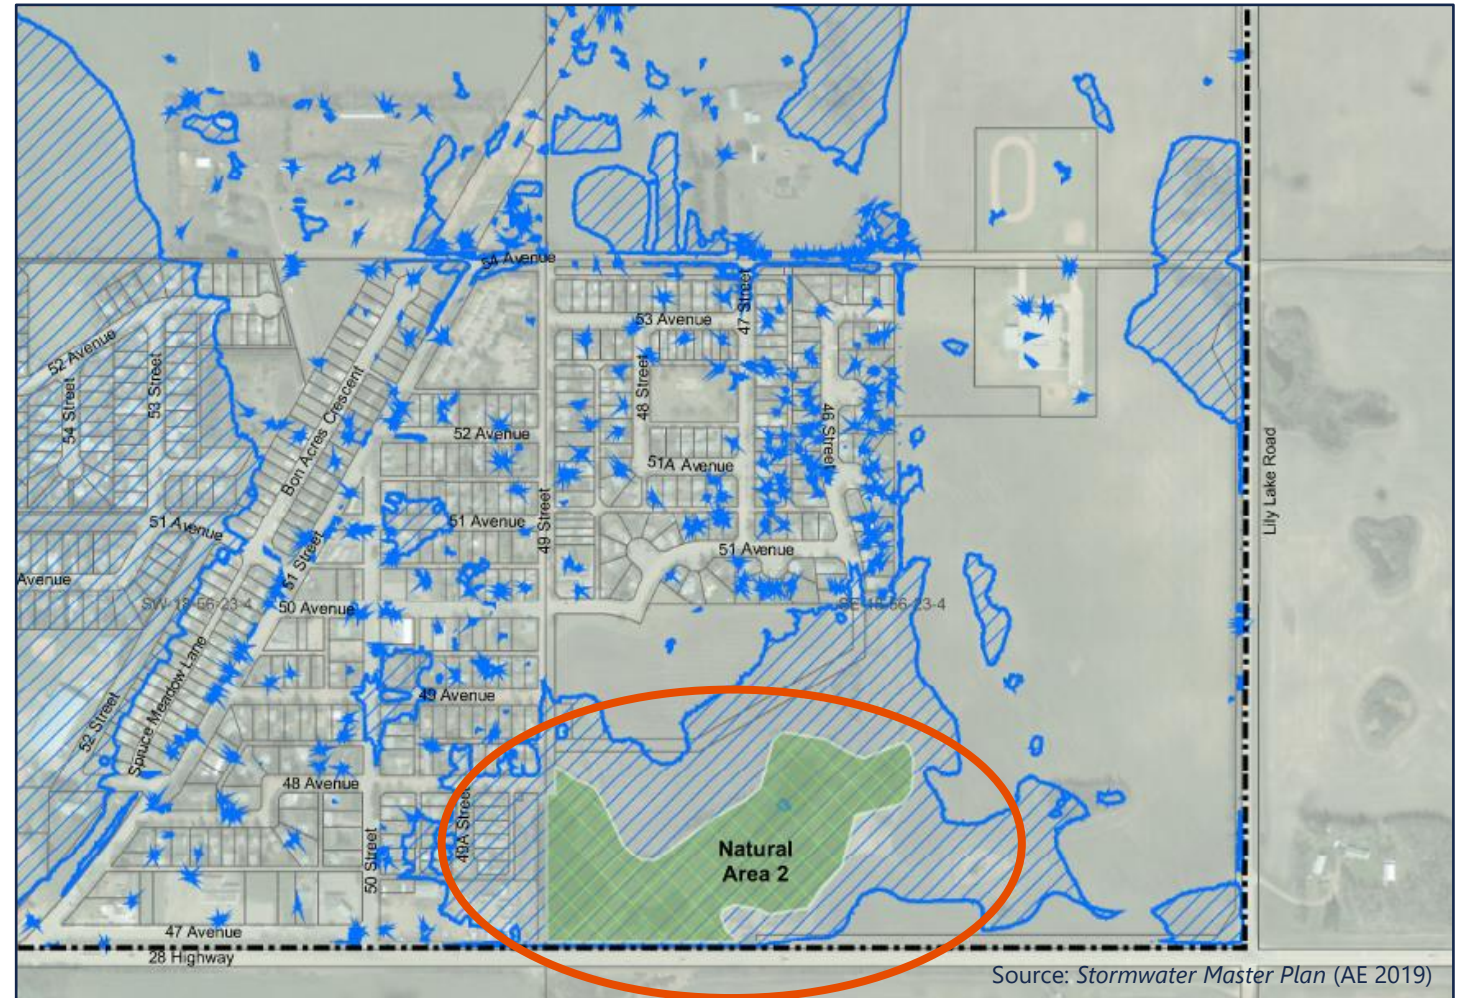 54 Avenue
53 Avenue
47 Street
52 Avenue
53 Street
54 Street
48 Street
Bon Acres Crescent
52 Avenue
46 Street
51A Avenue
Lily Lake Road
51 Avenue
51 Avenue
49 Street
51 Avenue
51 Street
Avenue
SW-18-56-23-4
50 Avenue
SE-18-56-23-4
Spruce Meadow Lane
52 Street
49 Avenue
48 Avenue
49A Street
50 Street
Natural
Area 2
47 Avenue
28 Highway
Source: Stormwater Master Plan (AE 2019)